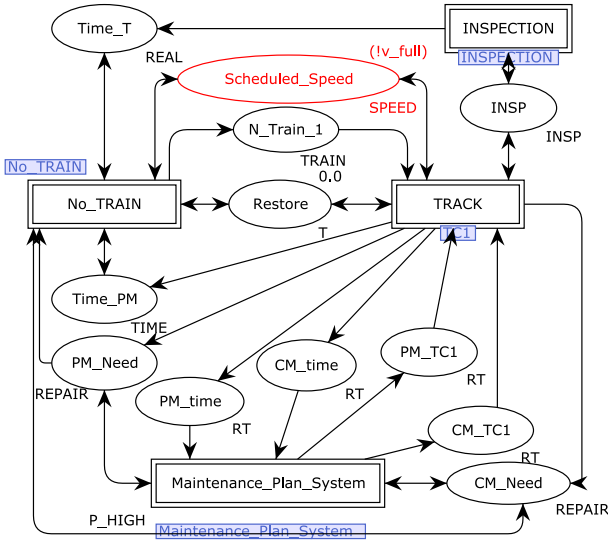 Time_T
INSPECTION
INSPECTION
REAL
(!v_full)
Scheduled_Speed
SPEED
INSP
INSP
N_Train_1
No_TRAIN
TRAIN
0.0
No_TRAIN
Restore
TRACK
T
TC1
Time_PM
TIME
PM_Need
CM_time
PM_TC1
RT
REPAIR
PM_time
RT
RT
CM_TC1
RT
Maintenance_Plan_System
CM_Need
REPAIR
P_HIGH
Maintenance_Plan_System